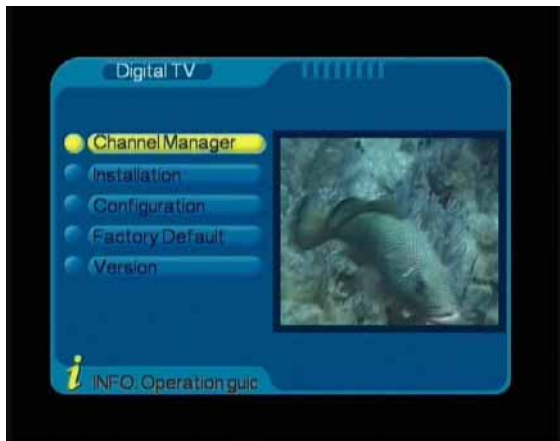 Digital TV
Channel Manager
Installation
Configuration
Factory Default
Version
i INFO: Operation guic